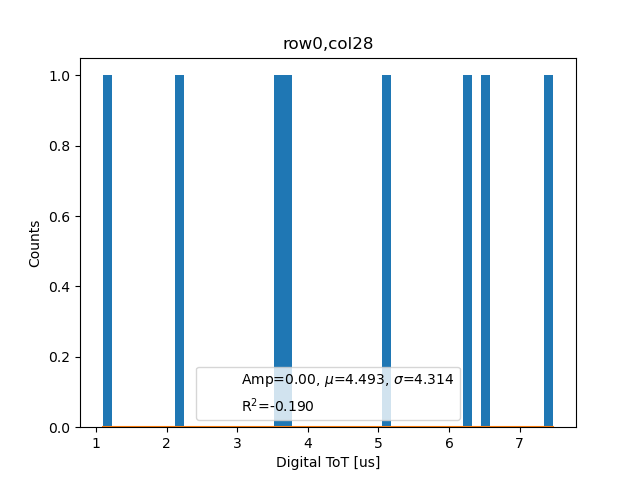 row0,col28
Counts
1.0
0.8
0.6
0.4
0.2
0.0
Amp=0.00, μ=4.493, σ=4.314
R²=-0.190
1 2 3 4 5 6 7
Digital ToT [us]